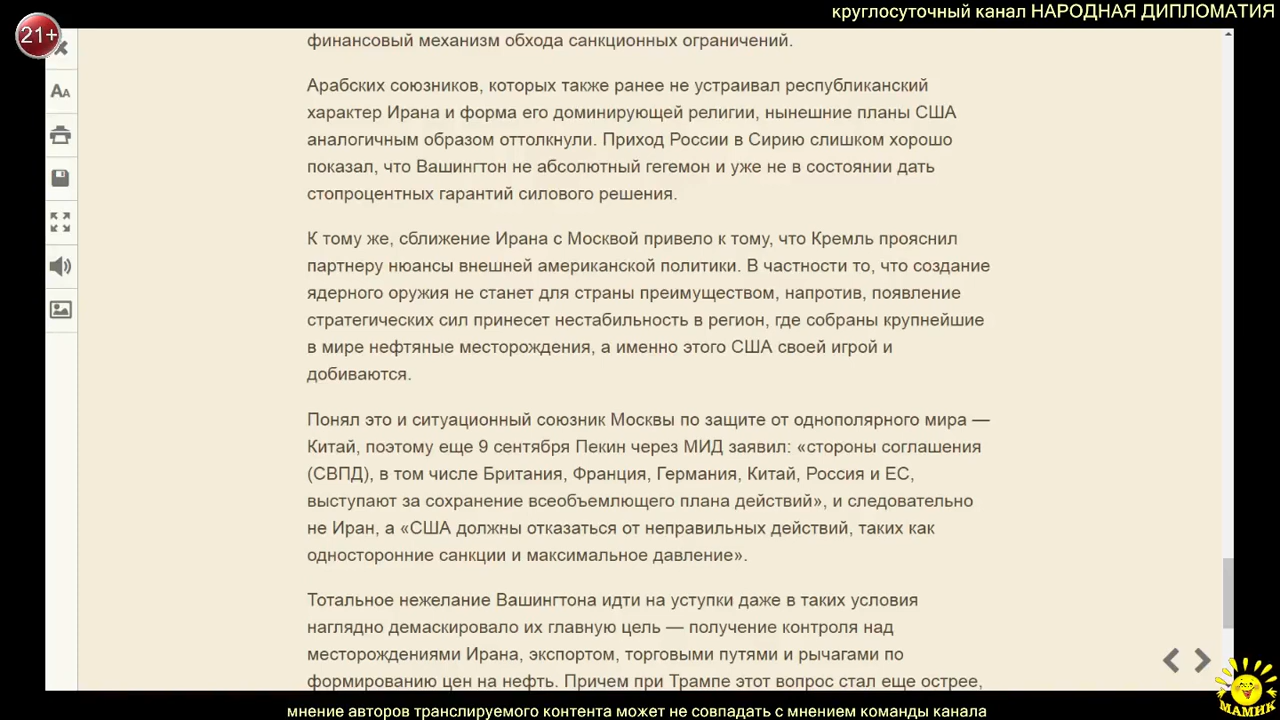 круглосуточный канал НАРОДНАЯ ДИПЛОМАТИЯ
21+
финансовый механизм обхода санкционных ограничений.
Арабских союзников, которых также ранее не устраивал республиканский
характер Ирана и форма его доминирующей религии, нынешние планы США
аналогичным образом оттолкнули. Приход России в Сирию слишком хорошо
показал, что Вашингтон не абсолютный гегемон и уже не в состоянии дать
стопроцентных гарантий силового решения.
К тому же, сближение Ирана с Москвой привело к тому, что Кремль прояснил
партнеру нюансы внешней американской политики. В частности то, что создание
ядерного оружия не станет для страны преимуществом, напротив, появление
стратегических сил принесет нестабильность в регион, где собраны крупнейшие
в мире нефтяные месторождения, а именно этого США своей игрой и
добиваются.
Понял это и ситуационный союзник Москвы по защите от однополярного мира —
Китай, поэтому еще 9 сентября Пекин через МИД заявил: «стороны соглашения
(СВПД), в том числе Британия, Франция, Германия, Китай, Россия и ЕС,
выступают за сохранение всеобъемлющего плана действий», и следовательно
не Иран, а «США должны отказаться от неправильных действий, таких как
односторонние санкции и максимальное давление».
Тотальное нежелание Вашингтона идти на уступки даже в таких условия
наглядно демаскировало их главную цель — получение контроля над
месторождениями Ирана, экспортом, торговыми путями и рычагами по
формированию цен на нефть. Причем при Трампе этот вопрос стал еще острее,
МАМИК
мнение авторов транслируемого контента может не совпадать с мнением команды канала